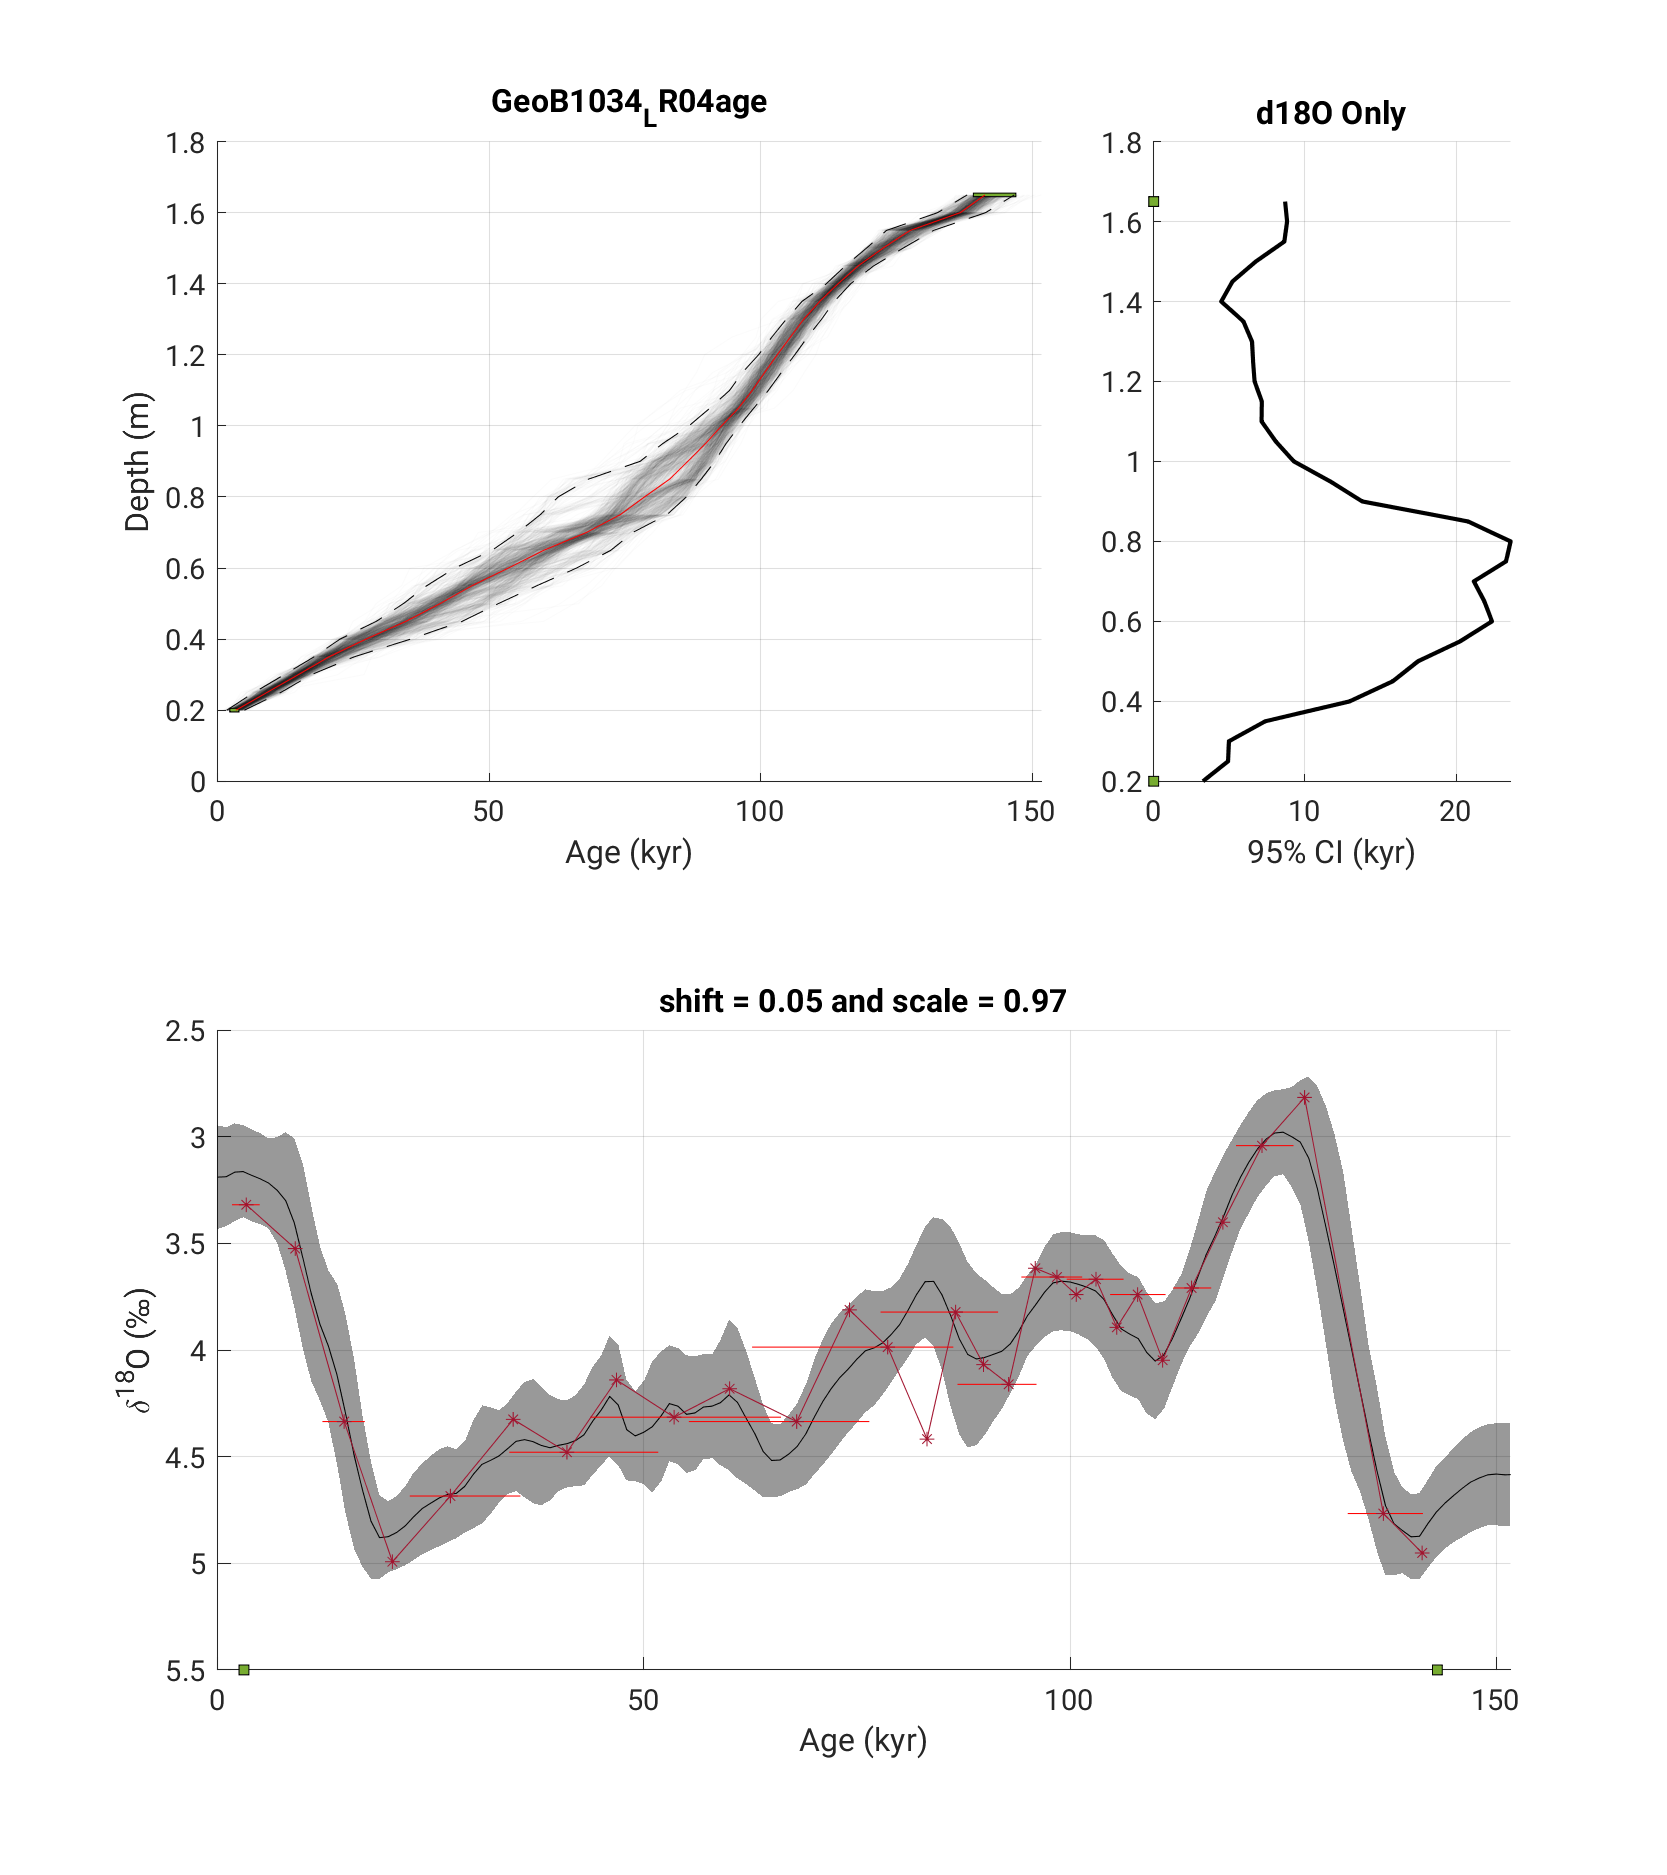 GeoB1034LR04age
1.8
1.6
1.4
1.2
1
0.8
0.6
0.4
0.2
0
Depth (m)
0 50 100 150
Age (kyr)
d18O Only
1.8
1.6
1.4
1.2
1
0.8
0.6
0.4
0.2
0 10 20
95% CI (kyr)
shift = 0.05 and scale = 0.97
2.5
3
3.5
4
4.5
5
5.5
δ18O (‰)
0 50 100 150
Age (kyr)